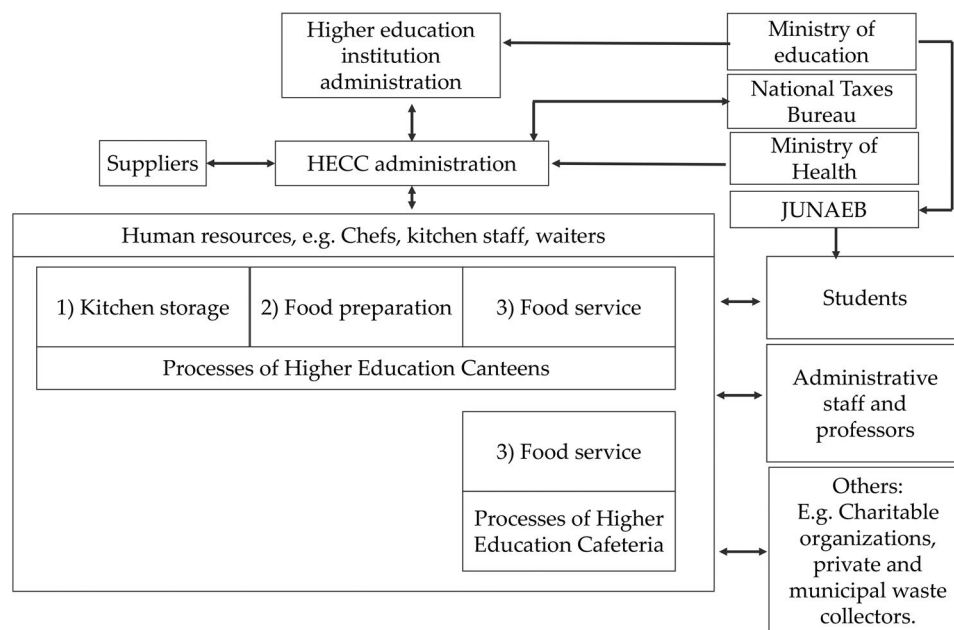 Higher education
institution
administration
Ministry of
education
National Taxes
Bureau
Suppliers
HECC administration
Ministry of
Health
JUNAEB
Human resources, e.g. Chefs, kitchen staff, waiters
1) Kitchen storage
2) Food preparation
3) Food service
Students
Processes of Higher Education Canteens
Administrative
staff and
professors
3) Food service
Processes of Higher
Education Cafeteria
Others:
E.g. Charitable
organizations,
private and
municipal waste
collectors.